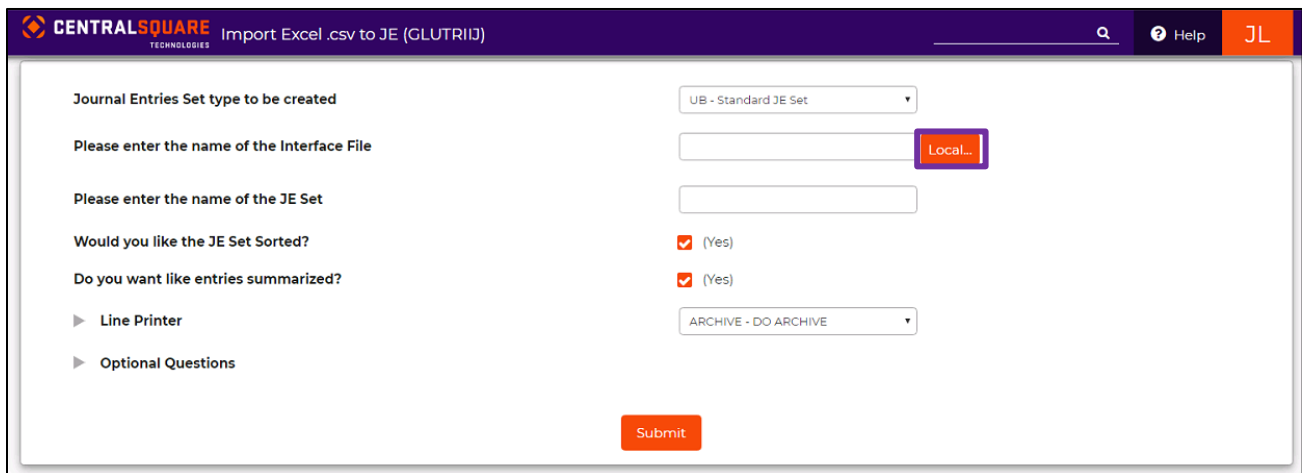 CENTRALSQUARE TECHNOLOGIES Import Excel .csv to JE (GLUTRIIJ) ? Help JL
Journal Entries Set type to be created UB - Standard JE Set
Please enter the name of the Interface File Local...
Please enter the name of the JE Set
Would you like the JE Set Sorted? (Yes)
Do you want like entries summarized? (Yes)
Line Printer ARCHIVE - DO ARCHIVE
Optional Questions
Submit